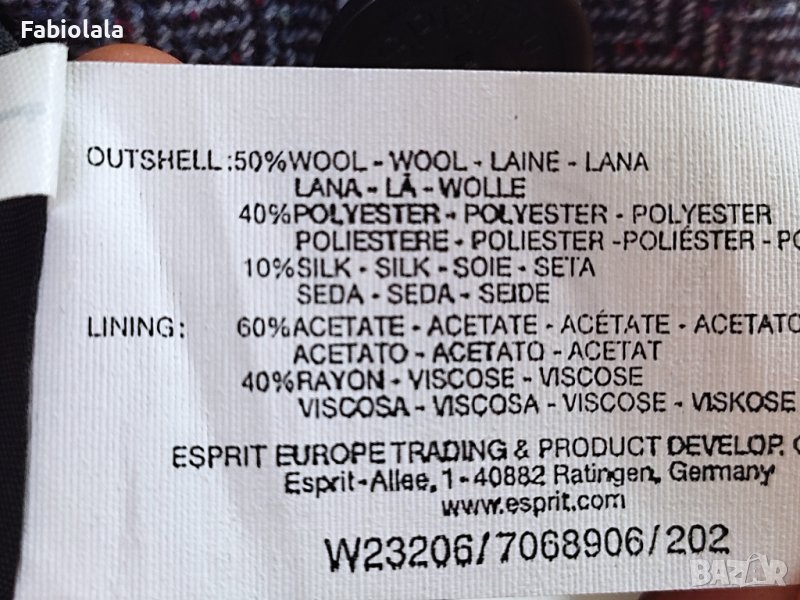 Fabiolala
OUTSHELL:50%WOOL - WOOL - LAINE - LANA
LANA - LÃ - WOLLE
40%POLYESTER - POLYESTER - POLYESTER
POLIESTERE - POLIESTER -POLIÉSTER -
10%SILK - SILK - SOIE - SETA
SEDA - SEDA - SEIDE
LINING: 60%ACETATE - ACETATE - ACÉTATE - ACETATO
ACETATO - ACETATO - ACETAT
40%RAYON - VISCOSE - VISCOSE
VISCOSA - VISCOSA - VISCOSE - VISKOSE
ESPRIT EUROPE TRADING & PRODUCT DEVELOP.
Esprit-Allee, 1 - 40882 Ratingen, Germany
www.esprit.com
W23206/7068906/202
BAZAR